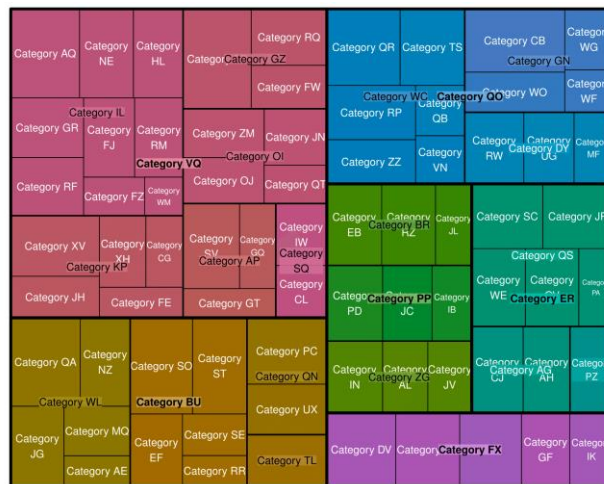 Category AQ
Category
NE
Category
HL
Category GZ
Category RQ
Category FW
Category GR
Category IL
Category
FJ
Category
RM
Category RF
Category FZ
Category
WM
Category VQ
Category ZM
Category JN
Category OI
Category OJ
Category QT
Category XV
Category KP
Category
XH
Category
CG
Category JH
Category FE
Category
SV
Category
GQ
Category AP
Category GT
Category
IW
Category
SQ
Category
CL
Category QA
Category
NZ
Category WL
Category
JG
Category MQ
Category AE
Category SO
Category
ST
Category BU
Category
EF
Category SE
Category RR
Category PC
Category QN
Category UX
Category TL
Category QR
Category TS
Category WC
Category QO
Category RP
Category
QB
Category ZZ
Category
VN
Category CB
Category
WG
Category GN
Category WO
Category
WF
Category
RW
Category DY
Category
UG
Category
MF
Category
EB
Category BR
Category
RZ
Category
JL
Category
PD
Category PP
Category
JC
Category
IB
Category
IN
Category
AL
Category ZG
Category
JV
Category SC
Category JF
Category QS
Category
WE
Category
Category ER
Category
PA
Category
CJ
Category AG
Category
AH
Category
PZ
Category DV
Category
Category FX
Category
GF
Category
IK